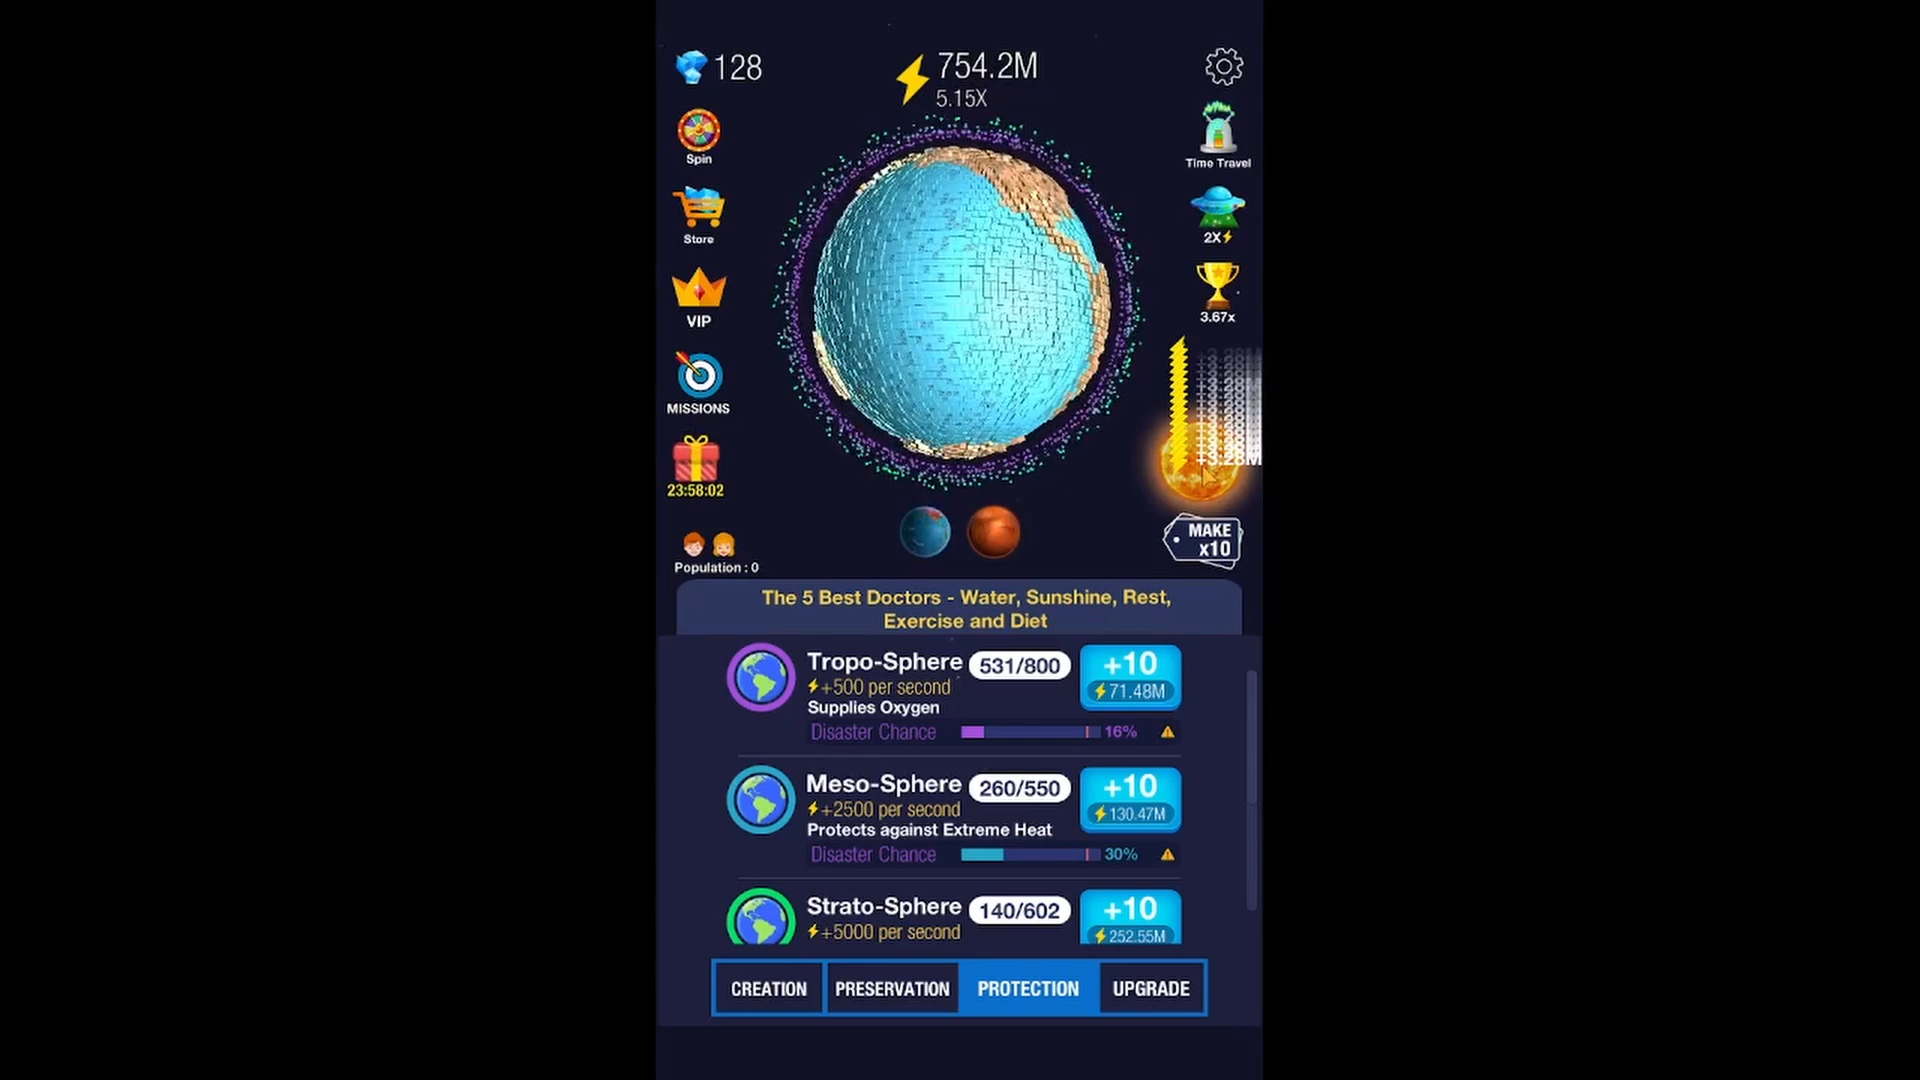 128
754.2M
5.15X
Spin
Time Travel
Store
2X
VIP
3.67x
MISSIONS
+3.28M
23:58:02
MAKE
x10
Population : 0
The 5 Best Doctors - Water, Sunshine, Rest,
Exercise and Diet
Tropo-Sphere 531/800 +10
+500 per second 71.48M
Supplies Oxygen
Disaster Chance 16%
Meso-Sphere 260/550 +10
+2500 per second 130.47M
Protects against Extreme Heat
Disaster Chance 30%
Strato-Sphere 140/602 +10
+5000 per second 252.55M
CREATION PRESERVATION PROTECTION UPGRADE